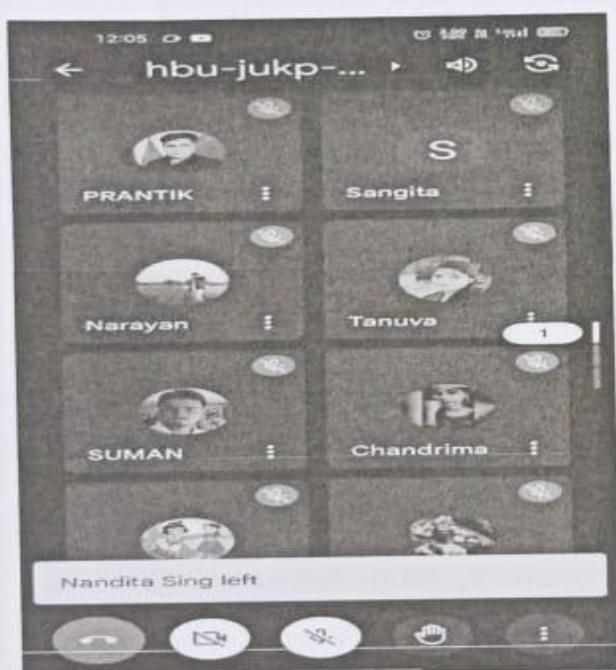 12:05
hbu-jukp-...
S
PRANTIK
Sangita
Narayan
Tanuva
1
SUMAN
Chandrima
Nandita Sing left